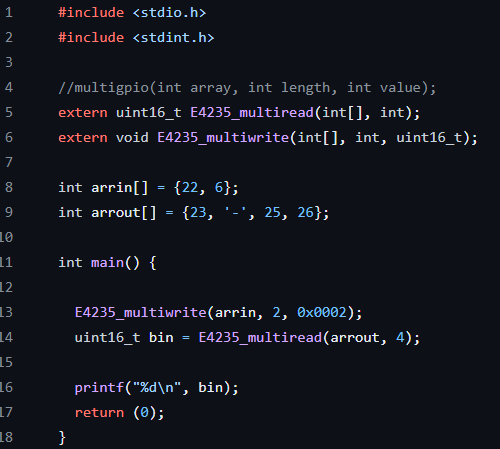 1 #include <stdio.h>
2 #include <stdint.h>
3
4 //multigpio(int array, int length, int value);
5 extern uint16_t E4235_multiread(int[], int);
6 extern void E4235_multiwrite(int[], int, uint16_t);
7
8 int arrin[] = {22, 6};
9 int arrout[] = {23, '-', 25, 26};
10
11 int main() {
12
13   E4235_multiwrite(arrin, 2, 0x0002);
14   uint16_t bin = E4235_multiread(arrout, 4);
15
16   printf("%d\n", bin);
17   return (0);
18 }